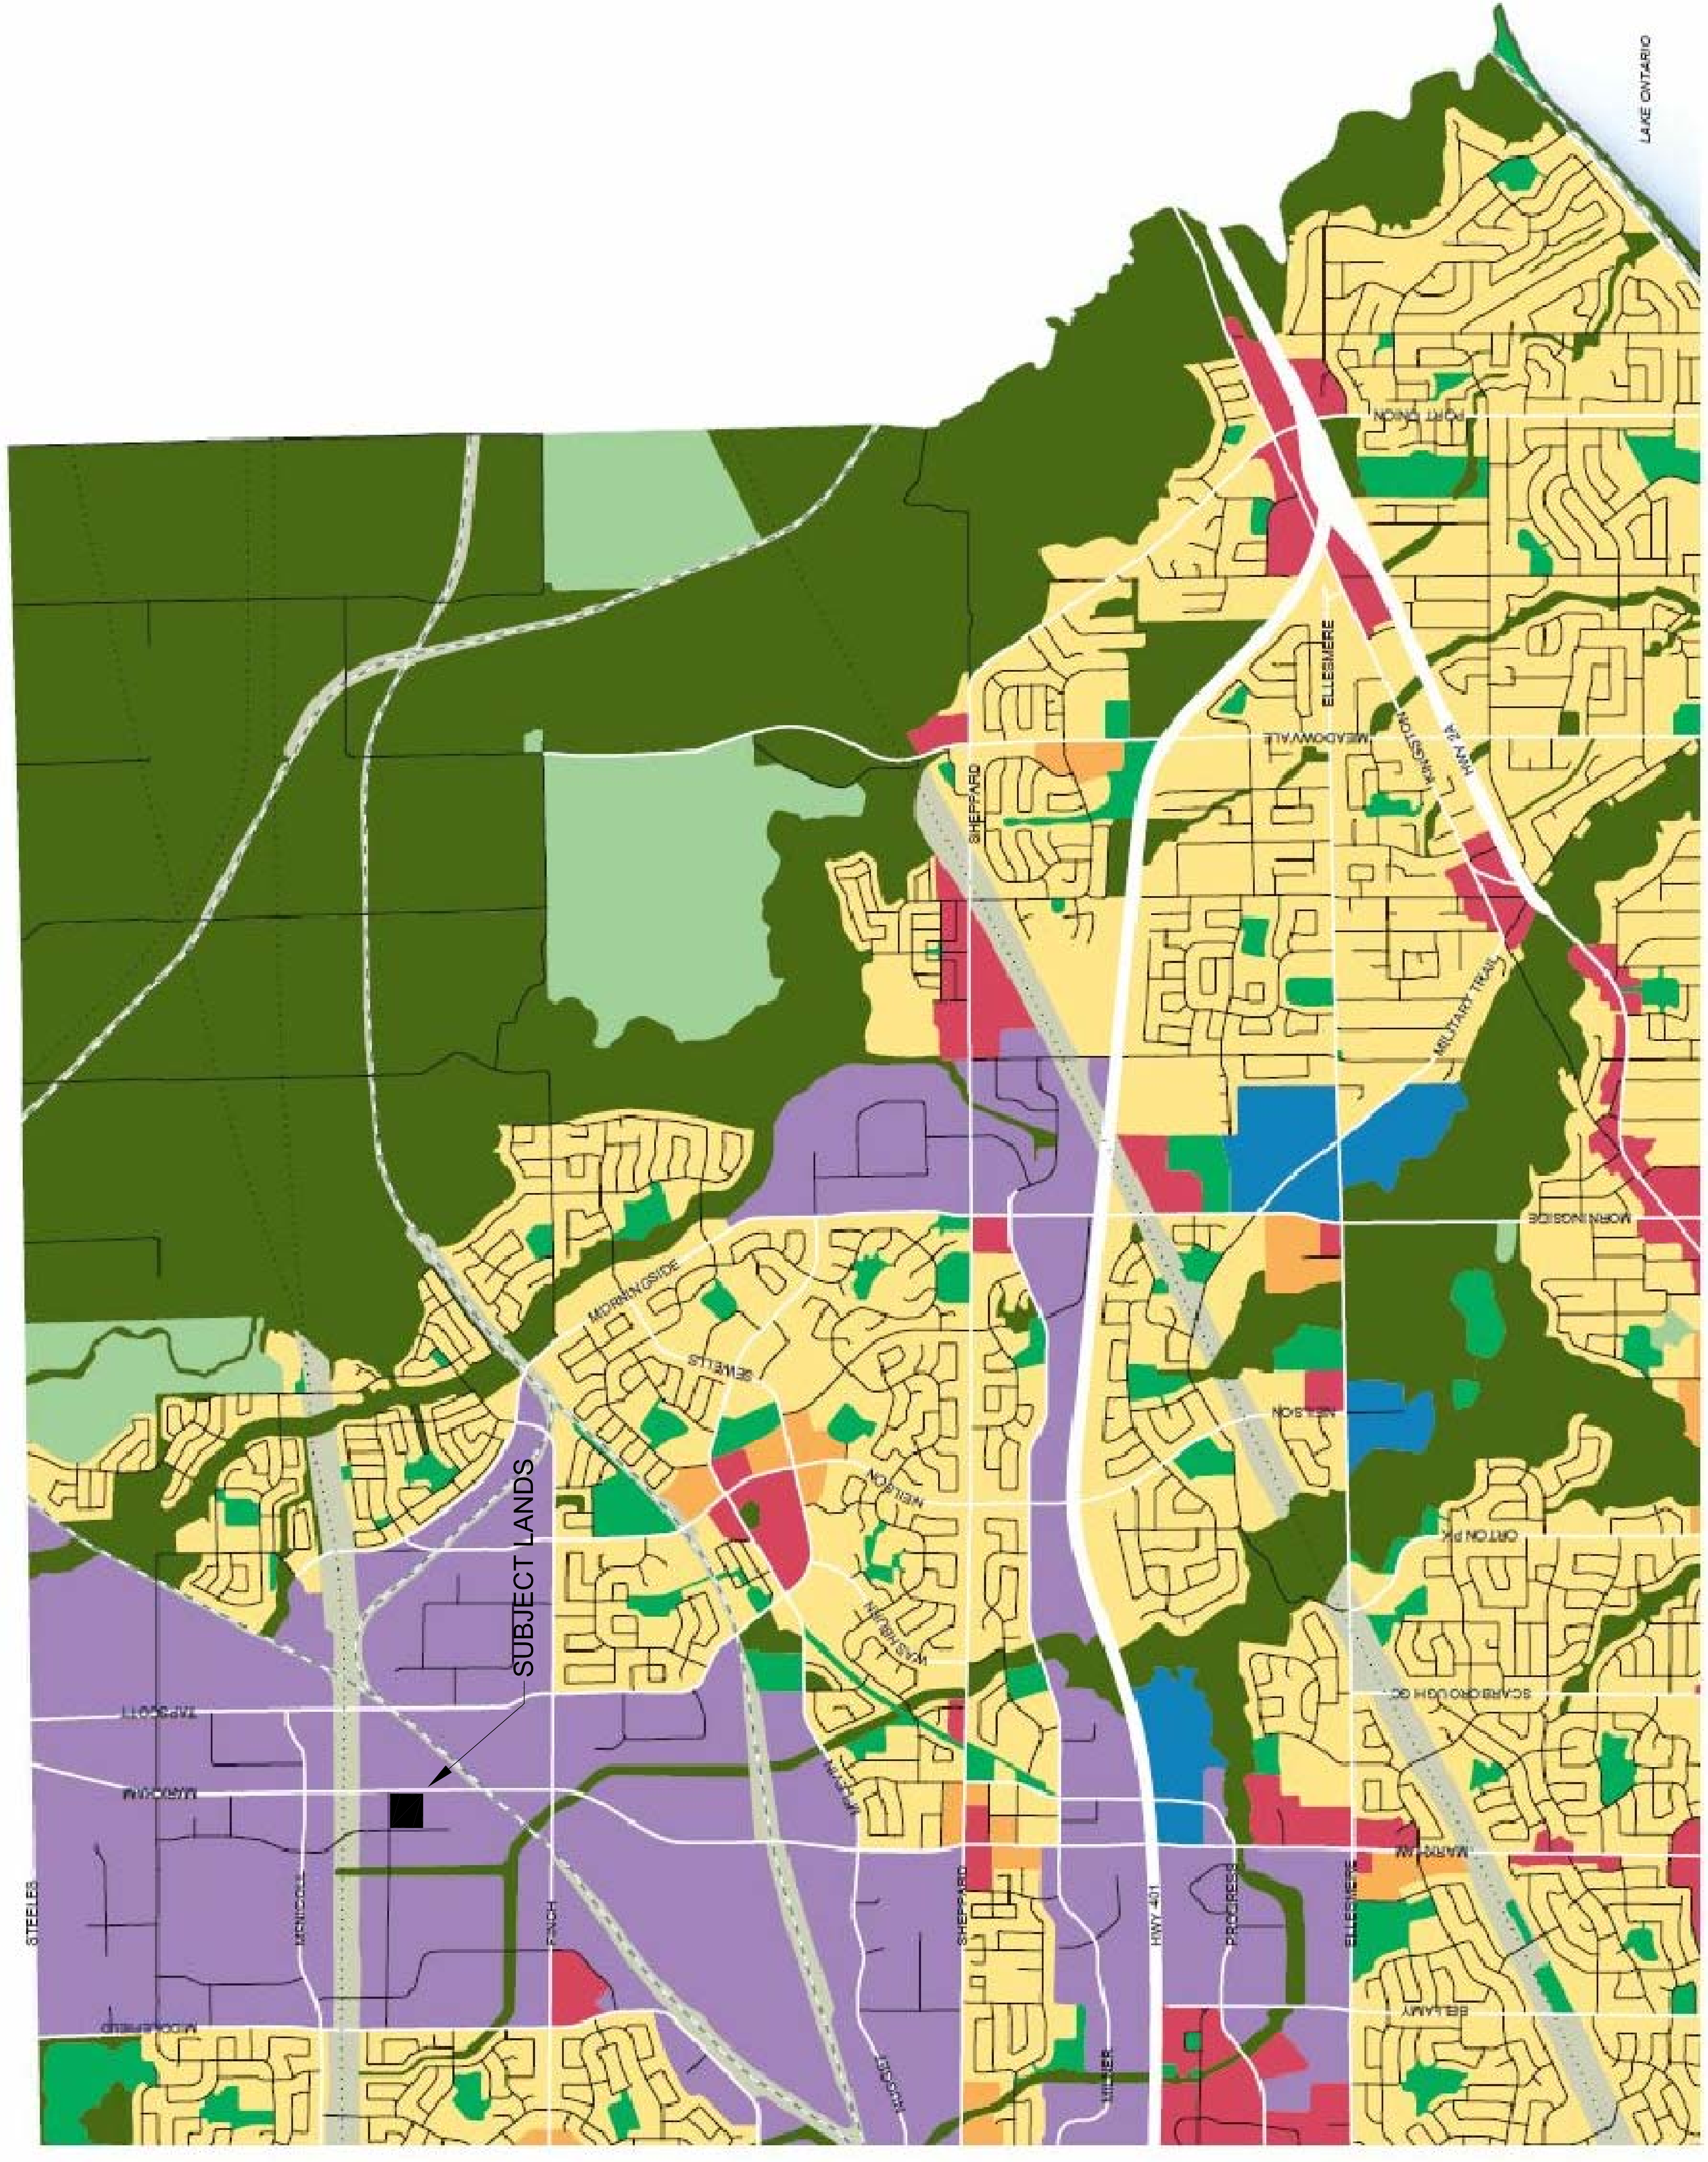 LAKE ONTARIO
PORT UNION
ELLESMERE
MEADOWVALE
KINGSTON
HWY 2A
SHEPPARD
MILITARY TRAIL
MORNINGSIDE
MORNINGSIDE
SEWELLS
NEILSON
NEILSON
SUBJECT LANDS
ORTON PK
WASHBURN
TAPSCOTT
SCARBOROUGH GC
MARKHAM
MARKHAM
STEELES
MCNICOLL
FINCH
SHEPPARD
HWY 401
PROGRESS
ELLESMERE
MIDDLEFIELD
BELLAMY
MILNER